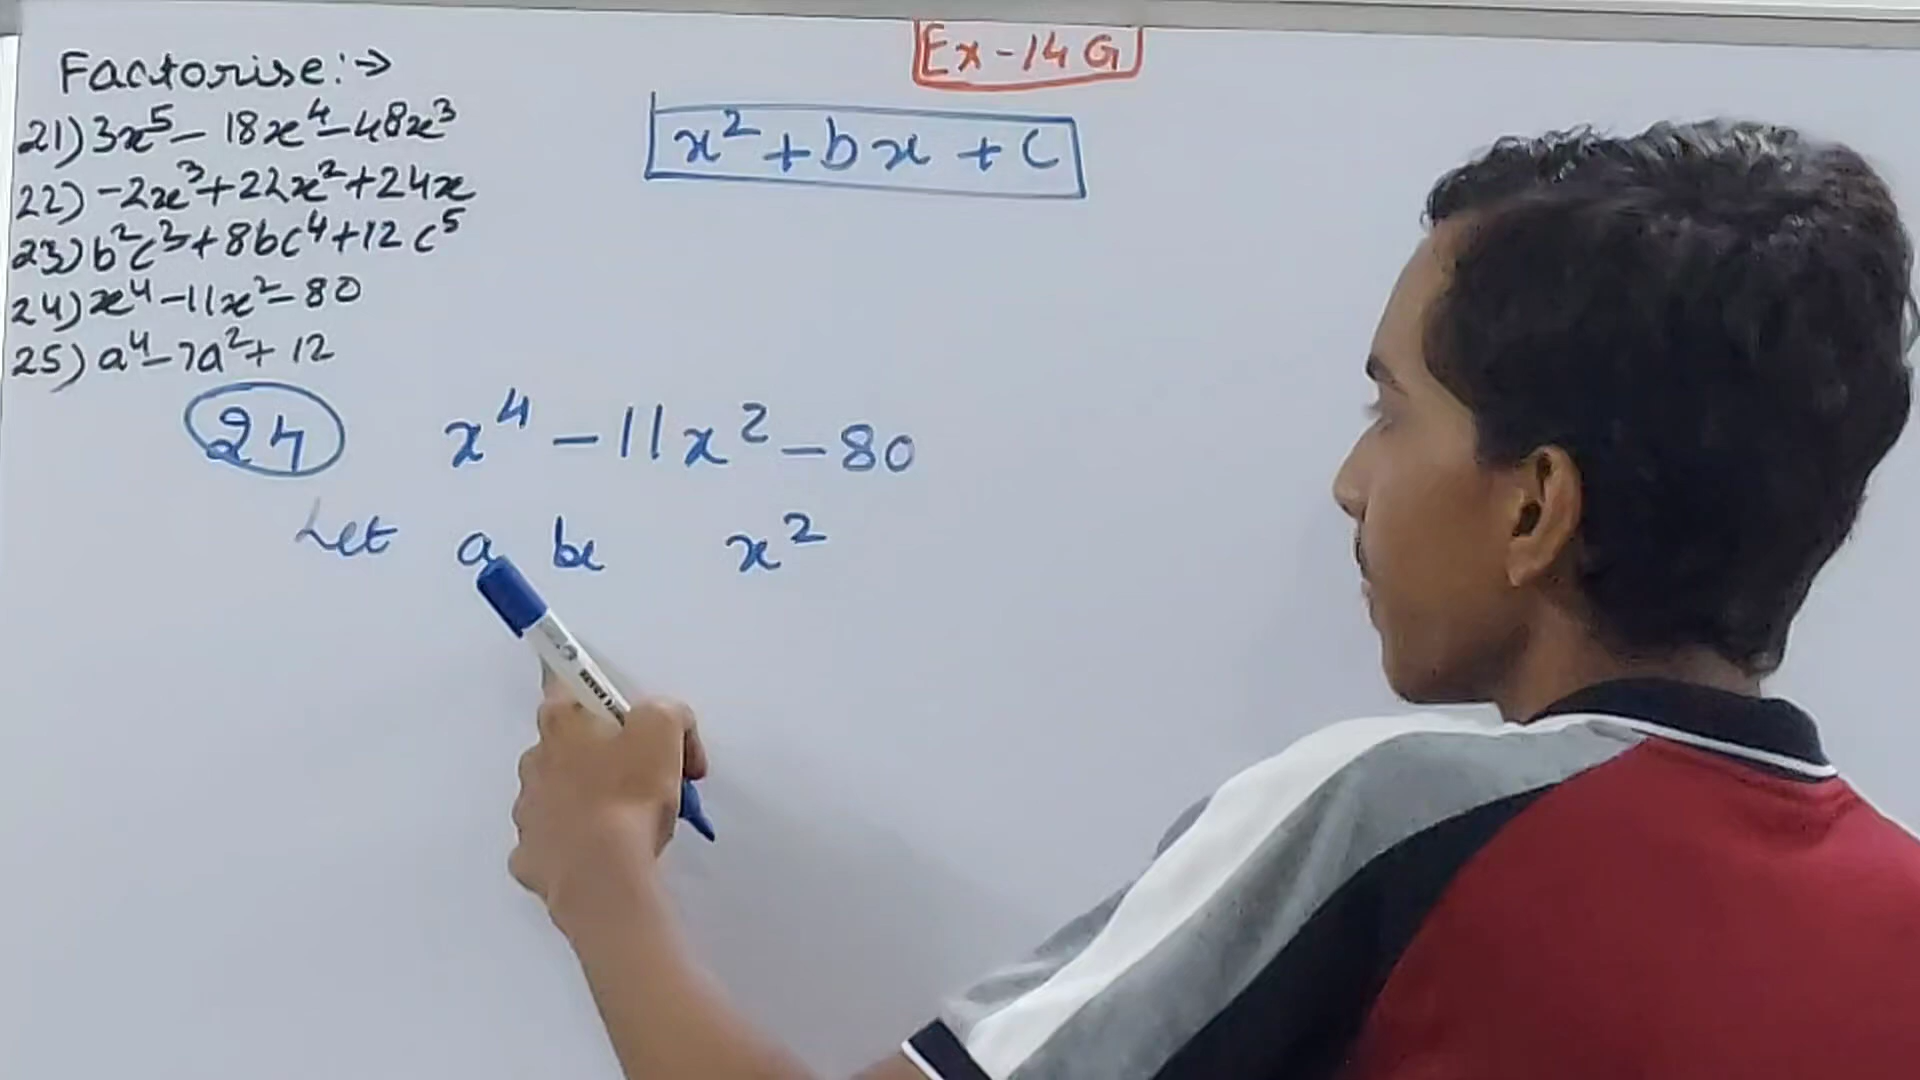 Ex-14 G
Factorise:→
21) 3x⁵ - 18x⁴ - 48x³
22) -2x³ + 22x² + 24x
23) b²c³ + 8bc⁴ + 12c⁵
24) x⁴ - 11x² - 80
25) a⁴ - 7a² + 12
x² + bx + c
24 x⁴ - 11x² - 80
Let a be x²